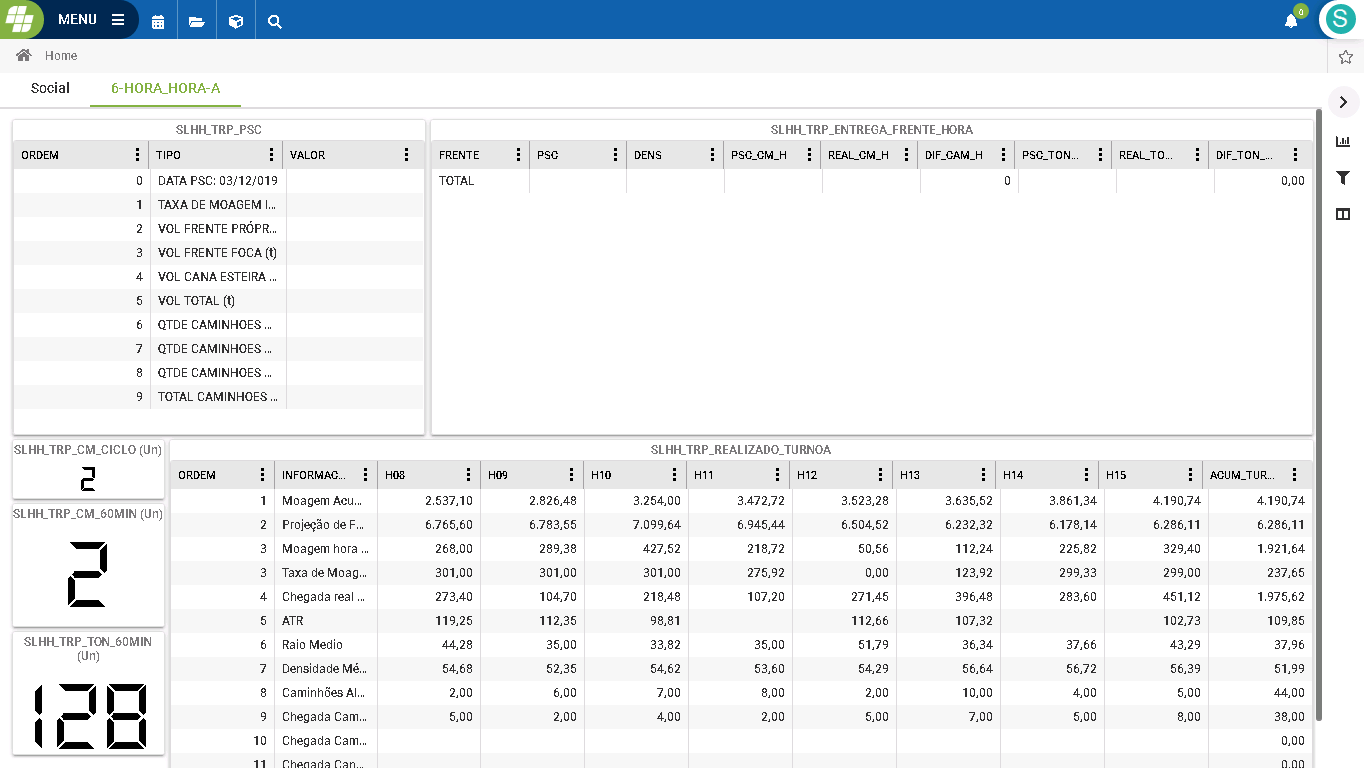 MENU
0
S
Home
Social 6-HORA_HORA-A
SLHH_TRP_PSC
ORDEM TIPO VALOR
0 DATA PSC: 03/12/019
1 TAXA DE MOAGEM I...
2 VOL FRENTE PRÓPR...
3 VOL FRENTE FOCA (t)
4 VOL CANA ESTEIRA ...
5 VOL TOTAL (t)
6 QTDE CAMINHOES ...
7 QTDE CAMINHOES ...
8 QTDE CAMINHOES ...
9 TOTAL CAMINHOES ...
SLHH_TRP_ENTREGA_FRENTE_HORA
FRENTE PSC DENS PSC_CM_H REAL_CM_H DIF_CAM_H PSC_TON... REAL_TO... DIF_TON_...
TOTAL 0 0,00
SLHH_TRP_CM_CICLO (Un)
2
SLHH_TRP_CM_60MIN (Un)
2
SLHH_TRP_TON_60MIN
(Un)
128
SLHH_TRP_REALIZADO_TURNOA
ORDEM INFORMAC... H08 H09 H10 H11 H12 H13 H14 H15 ACUM_TUR...
1 Moagem Acu... 2.537,10 2.826,48 3.254,00 3.472,72 3.523,28 3.635,52 3.861,34 4.190,74 4.190,74
2 Projeção de F... 6.765,60 6.783,55 7.099,64 6.945,44 6.504,52 6.232,32 6.178,14 6.286,11 6.286,11
3 Moagem hora ... 268,00 289,38 427,52 218,72 50,56 112,24 225,82 329,40 1.921,64
3 Taxa de Moag... 301,00 301,00 301,00 275,92 0,00 123,92 299,33 299,00 237,65
4 Chegada real ... 273,40 104,70 218,48 107,20 271,45 396,48 283,60 451,12 1.975,62
5 ATR 119,25 112,35 98,81 112,66 107,32 102,73 109,85
6 Raio Medio 44,28 35,00 33,82 35,00 51,79 36,34 37,66 43,29 37,96
7 Densidade Mé... 54,68 52,35 54,62 53,60 54,29 56,64 56,72 56,39 51,99
8 Caminhões Al... 2,00 6,00 7,00 8,00 2,00 10,00 4,00 5,00 44,00
9 Chegada Cam... 5,00 2,00 4,00 2,00 5,00 7,00 5,00 8,00 38,00
10 Chegada Cam... 0,00
11 Chegada Can... 0,00